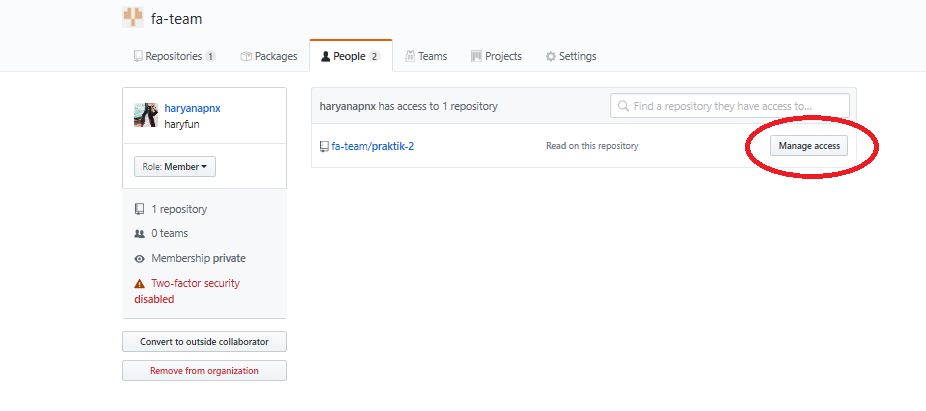 fa-team
Repositories 1 Packages People 2 Teams Projects Settings
haryanapnx
haryfun
Role: Member
1 repository
0 teams
Membership private
Two-factor security
disabled
Convert to outside collaborator
Remove from organization
haryanapnx has access to 1 repository
Find a repository they have access to...
fa-team/praktik-2 Read on this repository Manage access